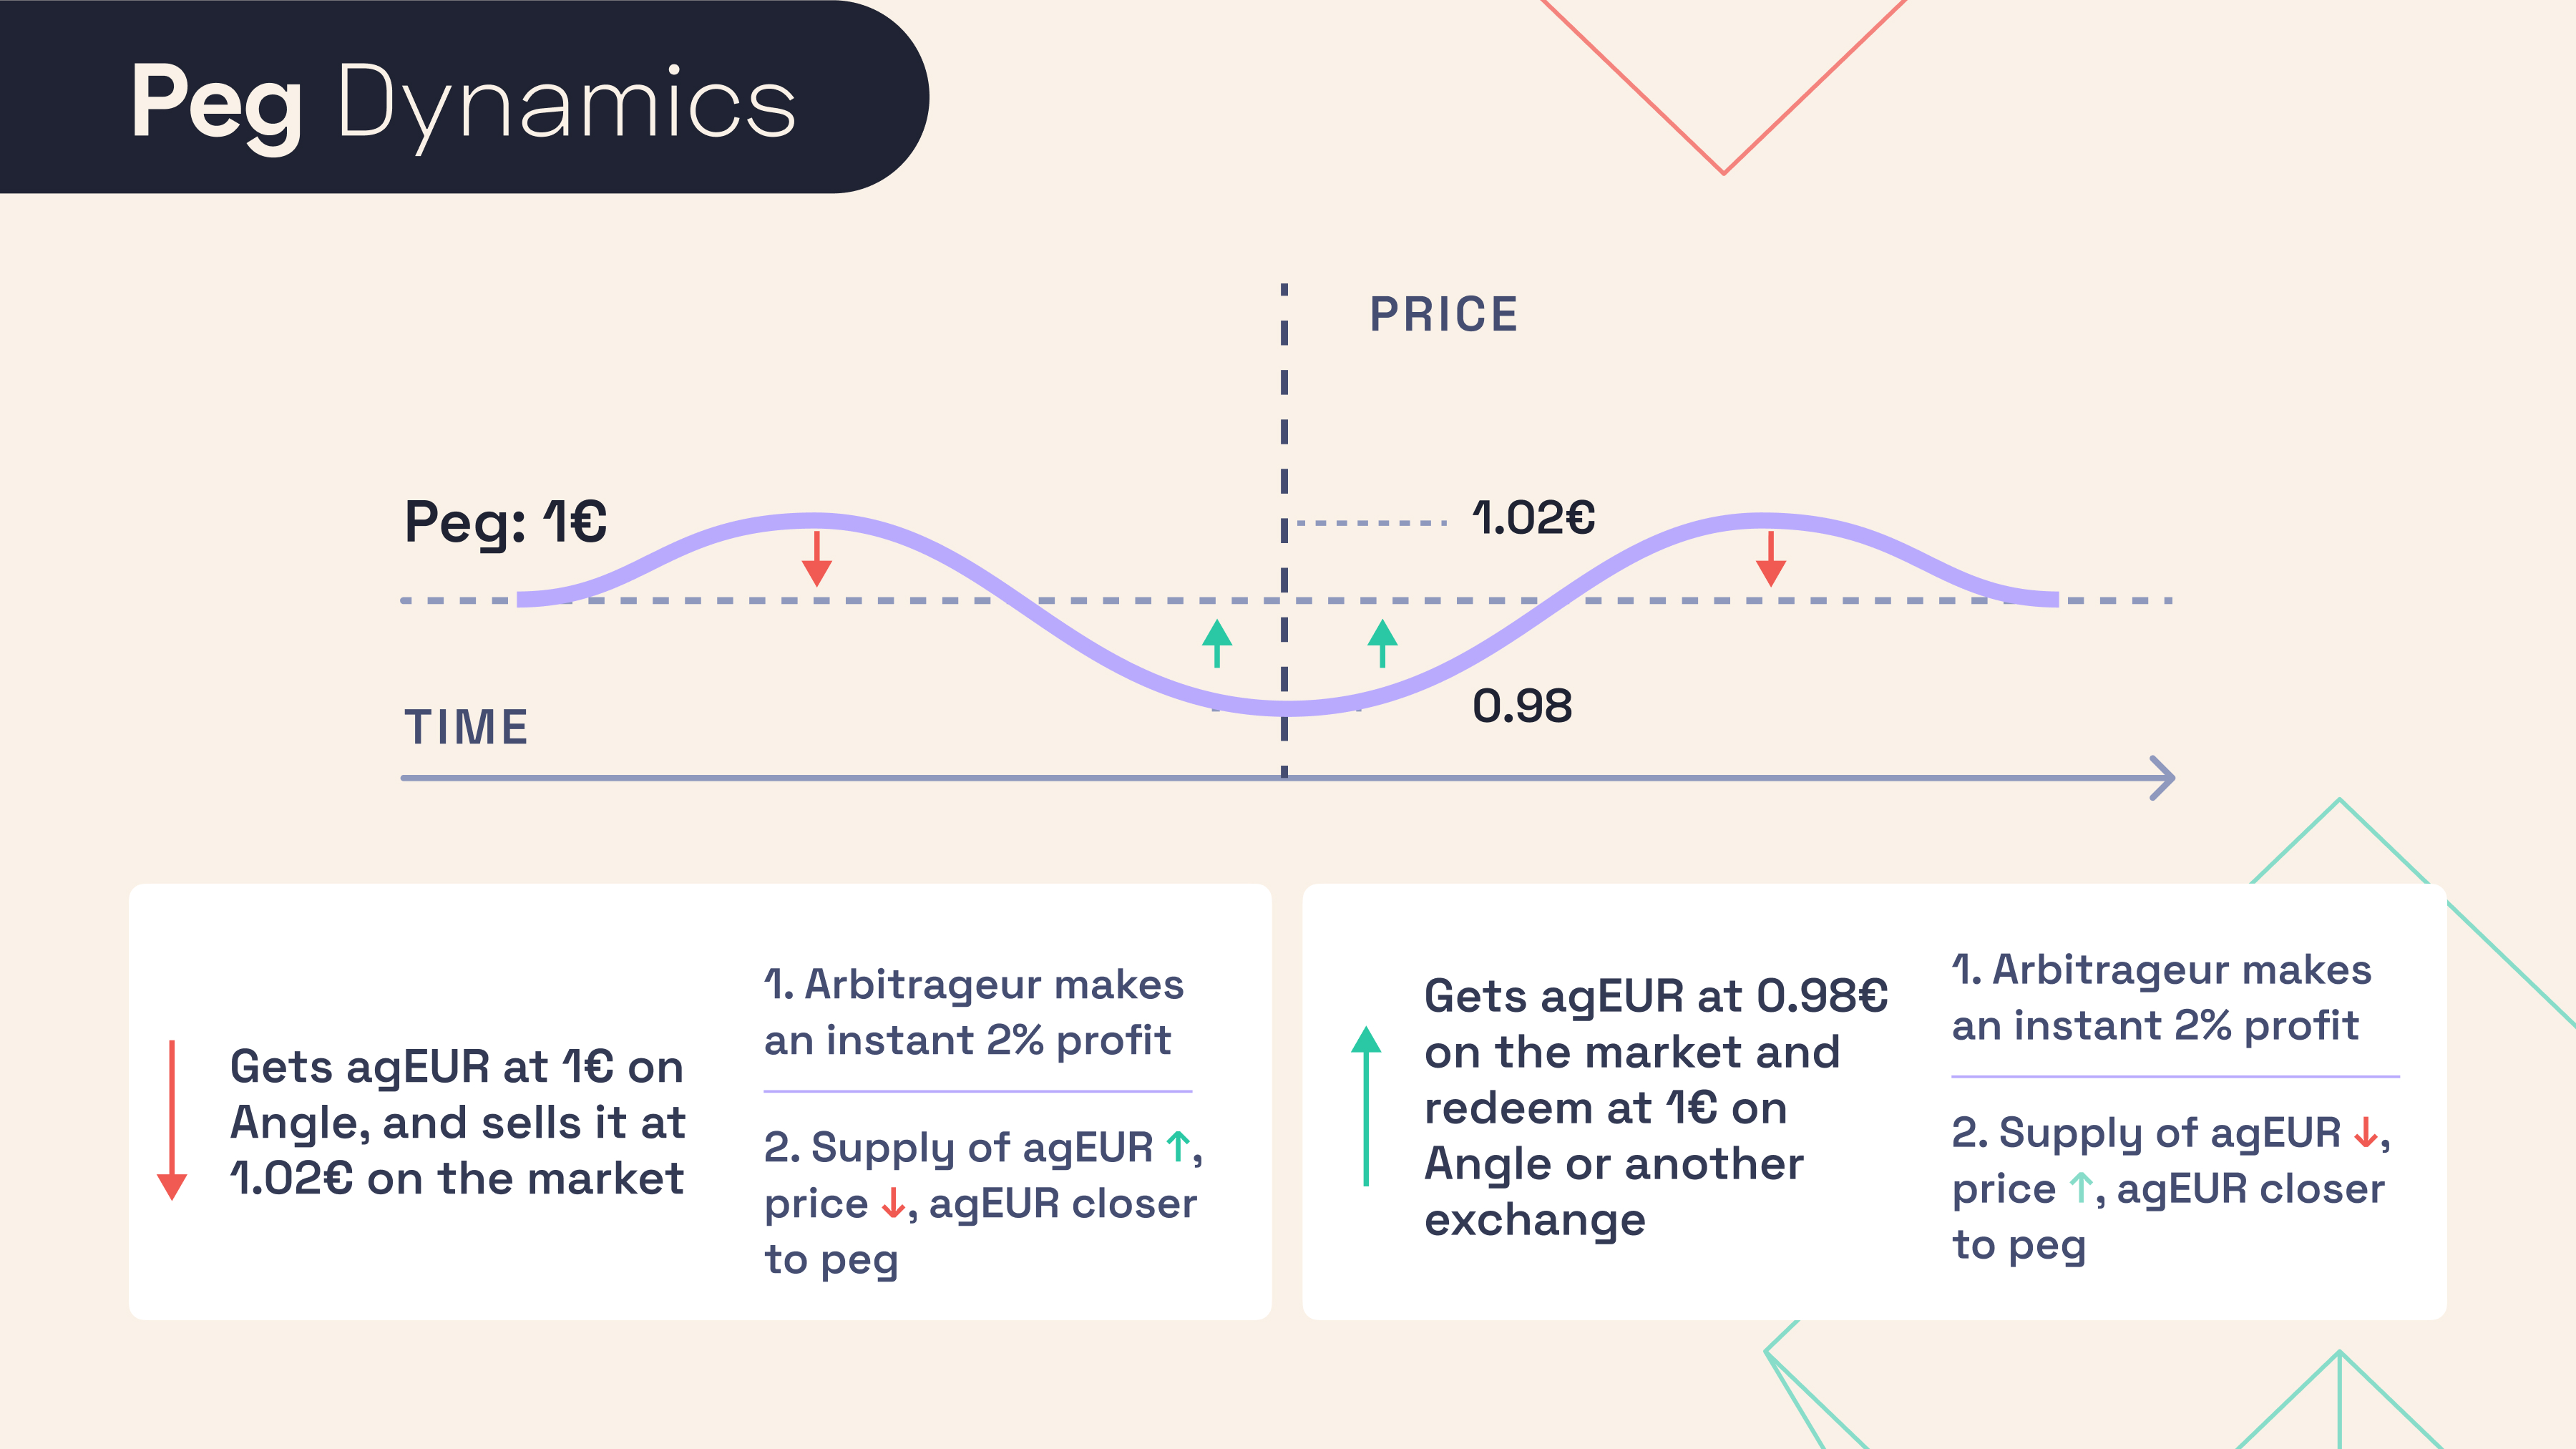 Peg Dynamics
PRICE
Peg: 1€
1.02€
0.98
TIME
Gets agEUR at 1€ on
Angle, and sells it at
1.02€ on the market
1. Arbitrageur makes
an instant 2% profit
2. Supply of agEUR ↑,
price ↓, agEUR closer
to peg
Gets agEUR at 0.98€
on the market and
redeem at 1€ on
Angle or another
exchange
1. Arbitrageur makes
an instant 2% profit
2. Supply of agEUR ↓,
price ↑, agEUR closer
to peg